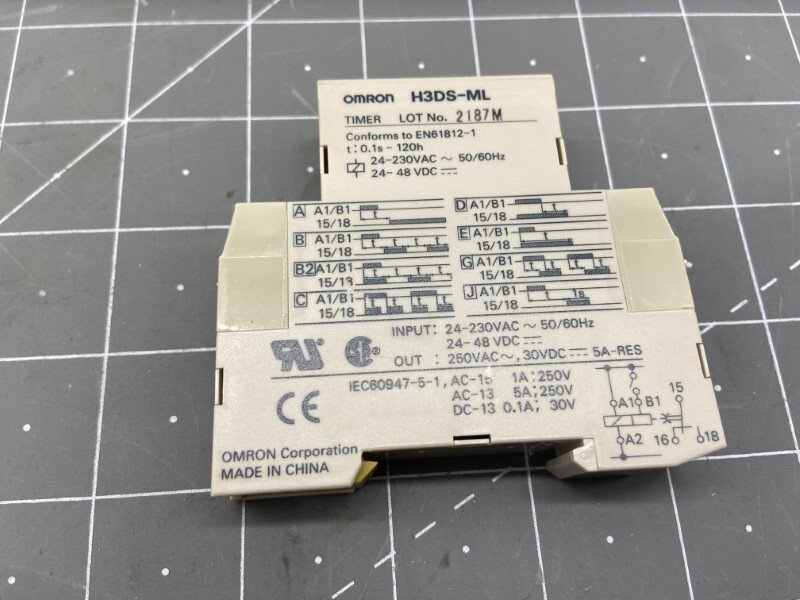 OMRON H3DS-ML
TIMER LOT No. 2187M
Conforms to EN61812-1
t: 0.1s - 120h
24-230VAC ~ 50/60Hz
24- 48 VDC ⎓
A A1/B1
15/18
B A1/B1
15/18
B2 A1/B1
15/18
C A1/B1
15/18
D A1/B1
15/18
E A1/B1
15/18
G A1/B1
15/18
J A1/B1 1s
15/18
INPUT: 24-230VAC ~ 50/60Hz
24- 48 VDC ⎓
OUT : 250VAC~, 30VDC ⎓ 5A-RES
IEC60947-5-1, AC-15 1A; 250V
AC-13 5A; 250V
DC-13 0.1A; 30V
CE
OMRON Corporation
MADE IN CHINA
A1 B1 15
A2 16 18